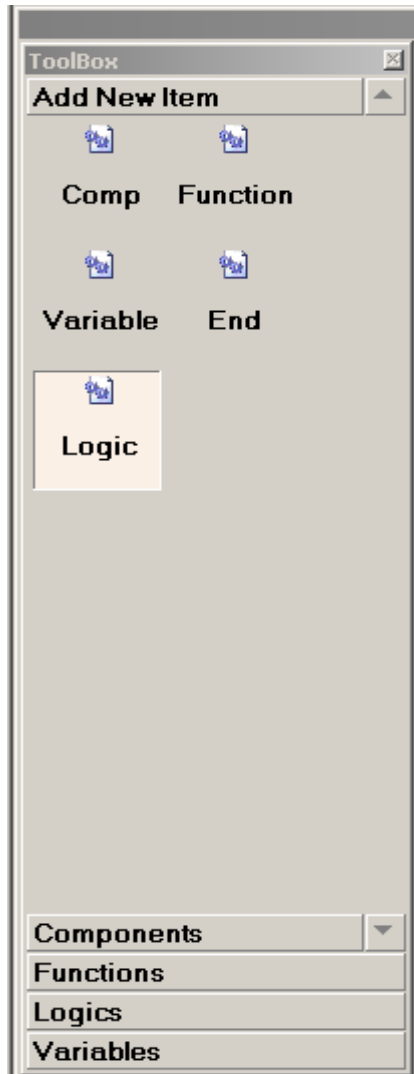 ToolBox
Add New Item
Comp Function
Variable End
Logic
Components
Functions
Logics
Variables